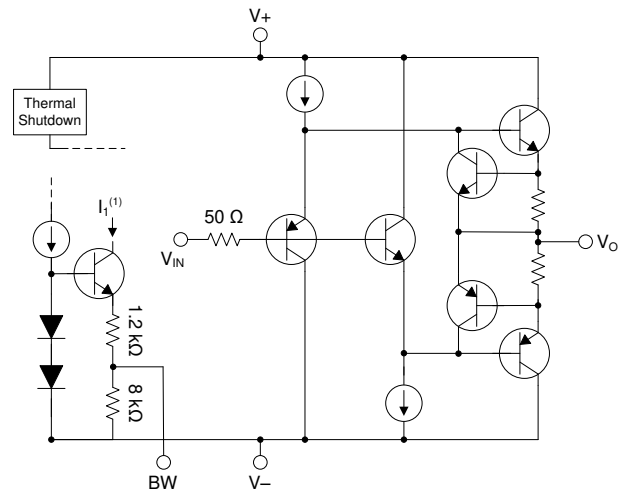 V+
Thermal
Shutdown
I1(1)
50 Ω
VIN
VO
1.2 kΩ
8 kΩ
BW
V–